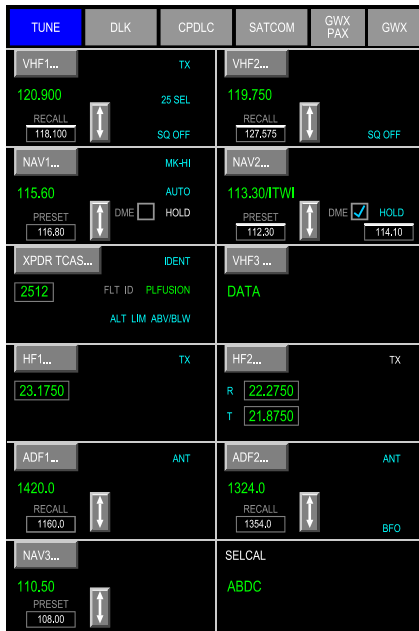 TUNE DLK CPDLC SATCOM GWX PAX GWX
VHF1... TX
120.900 25 SEL
RECALL
118.100 SQ OFF
VHF2...
119.750
RECALL
127.575 SQ OFF
NAV1... MK-HI
115.60 AUTO
DME HOLD
PRESET
116.80
NAV2...
113.30/ITWI
DME HOLD
PRESET
112.30 114.10
XPDR TCAS... IDENT
2512 FLT ID PLFUSION
ALT LIM ABV/BLW
VHF3 ...
DATA
HF1... TX
23.1750
HF2... TX
R 22.2750
T 21.8750
ADF1... ANT
1420.0
RECALL
1160.0
ADF2... ANT
1324.0
RECALL
1354.0 BFO
NAV3...
110.50
PRESET
108.00
SELCAL
ABDC